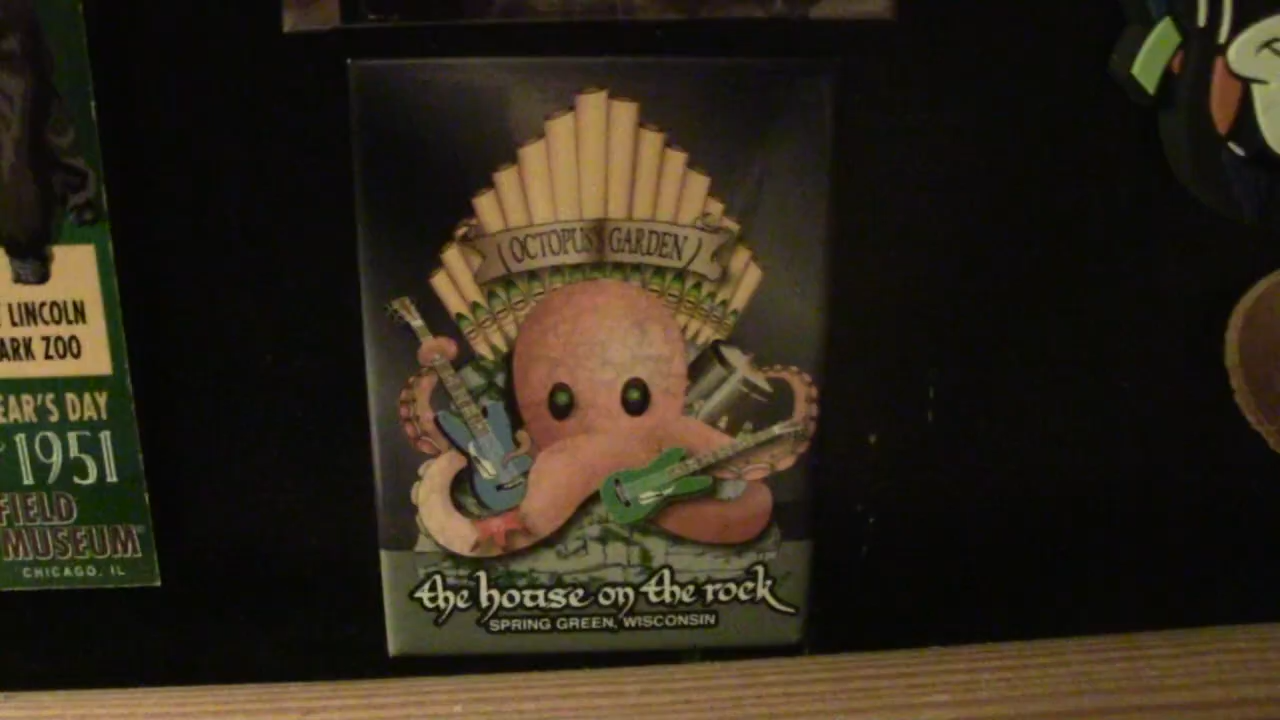 LINCOLN
ARK ZOO
EAR'S DAY
1951
FIELD
MUSEUM
CHICAGO, IL
OCTOPUS'S GARDEN
the house on the rock
SPRING GREEN, WISCONSIN